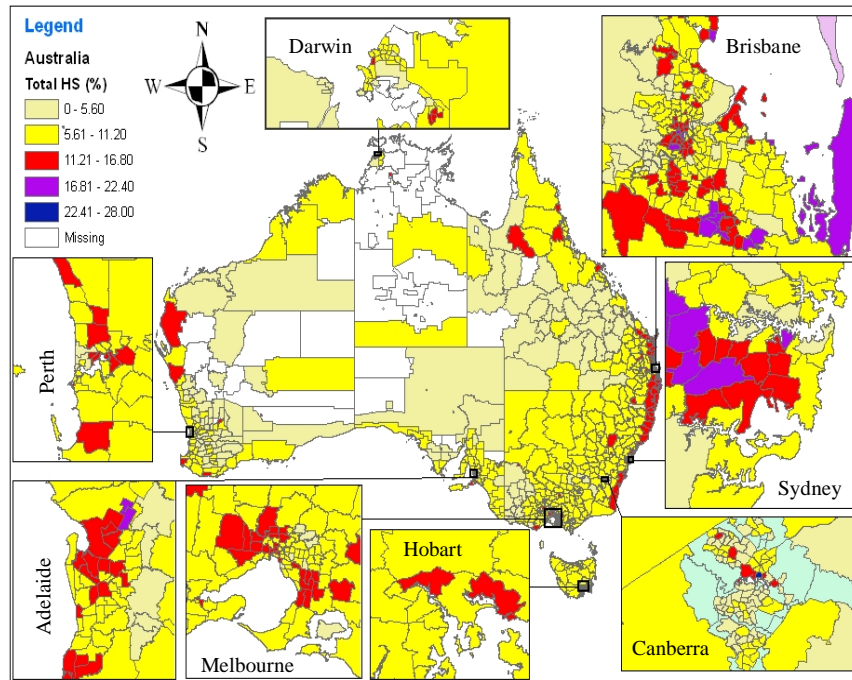 Legend
Australia
Total HS (%)
0 - 5.60
5.61 - 11.20
11.21 - 16.80
16.81 - 22.40
22.41 - 28.00
Missing
N
W E
S
Darwin
Brisbane
Perth
Sydney
Adelaide
Melbourne
Hobart
Canberra